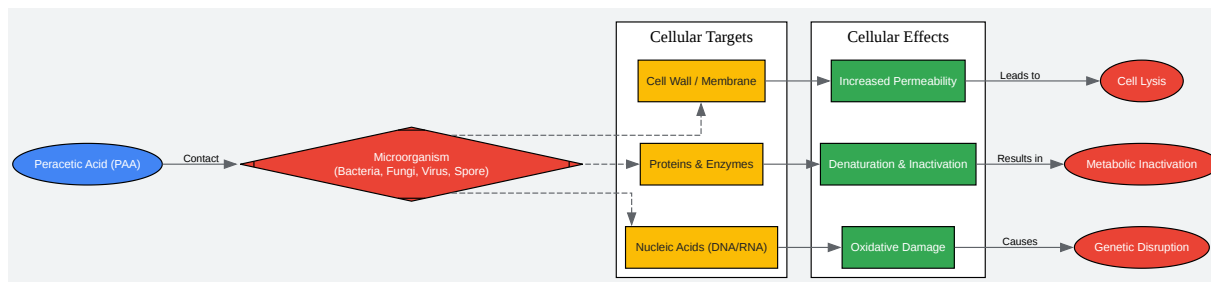 Cellular Targets
Cellular Effects
Cell Wall / Membrane
Increased Permeability
Leads to
Cell Lysis
Peracetic Acid (PAA)
Contact
Microorganism
(Bacteria, Fungi, Virus, Spore)
Proteins & Enzymes
Denaturation & Inactivation
Results in
Metabolic Inactivation
Nucleic Acids (DNA/RNA)
Oxidative Damage
Causes
Genetic Disruption